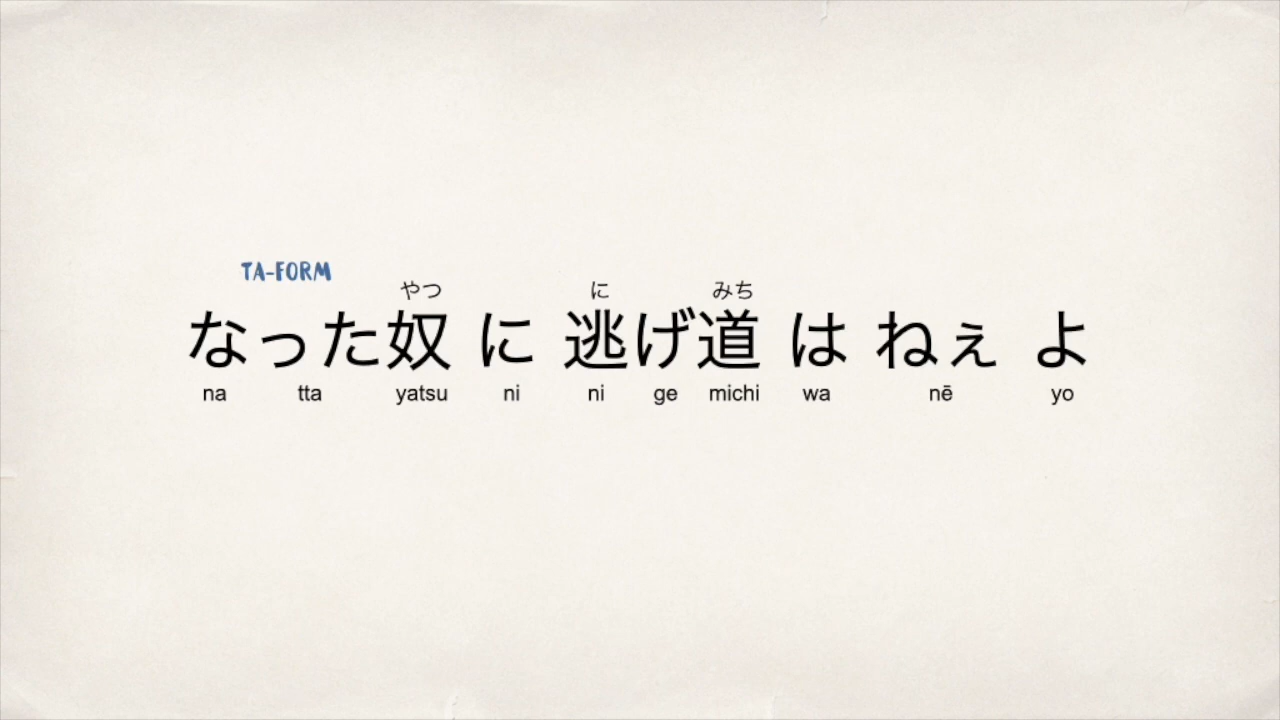 TA-FORM
やつ に みち
なった奴 に 逃げ道 は ねぇ よ
na tta yatsu ni ni ge michi wa nē yo